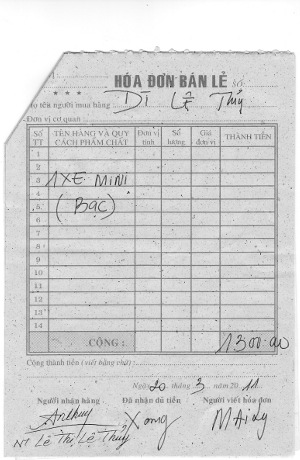 HÓA ĐƠN BÁN LẺ Số
★ ★ ★
Họ tên người mua hàng Dì Lệ Thủy
Đơn vị cơ quan
Số TT TÊN HÀNG VÀ QUY CÁCH PHẨM CHẤT Đơn vị tính Số lượng Giá đơn vị THÀNH TIỀN
1
2
3 1 XE MINI
4
5 (BẠC)
6
7
8
9
10
11
12
13
14
CỘNG : 1300.00
Cộng thành tiền (viết bằng chữ) :
Ngày 20 tháng 3 năm 2011
Người nhận hàng Đã nhận đủ tiền Người viết hóa đơn
Xong
NT Lê Thị Lệ Thủy